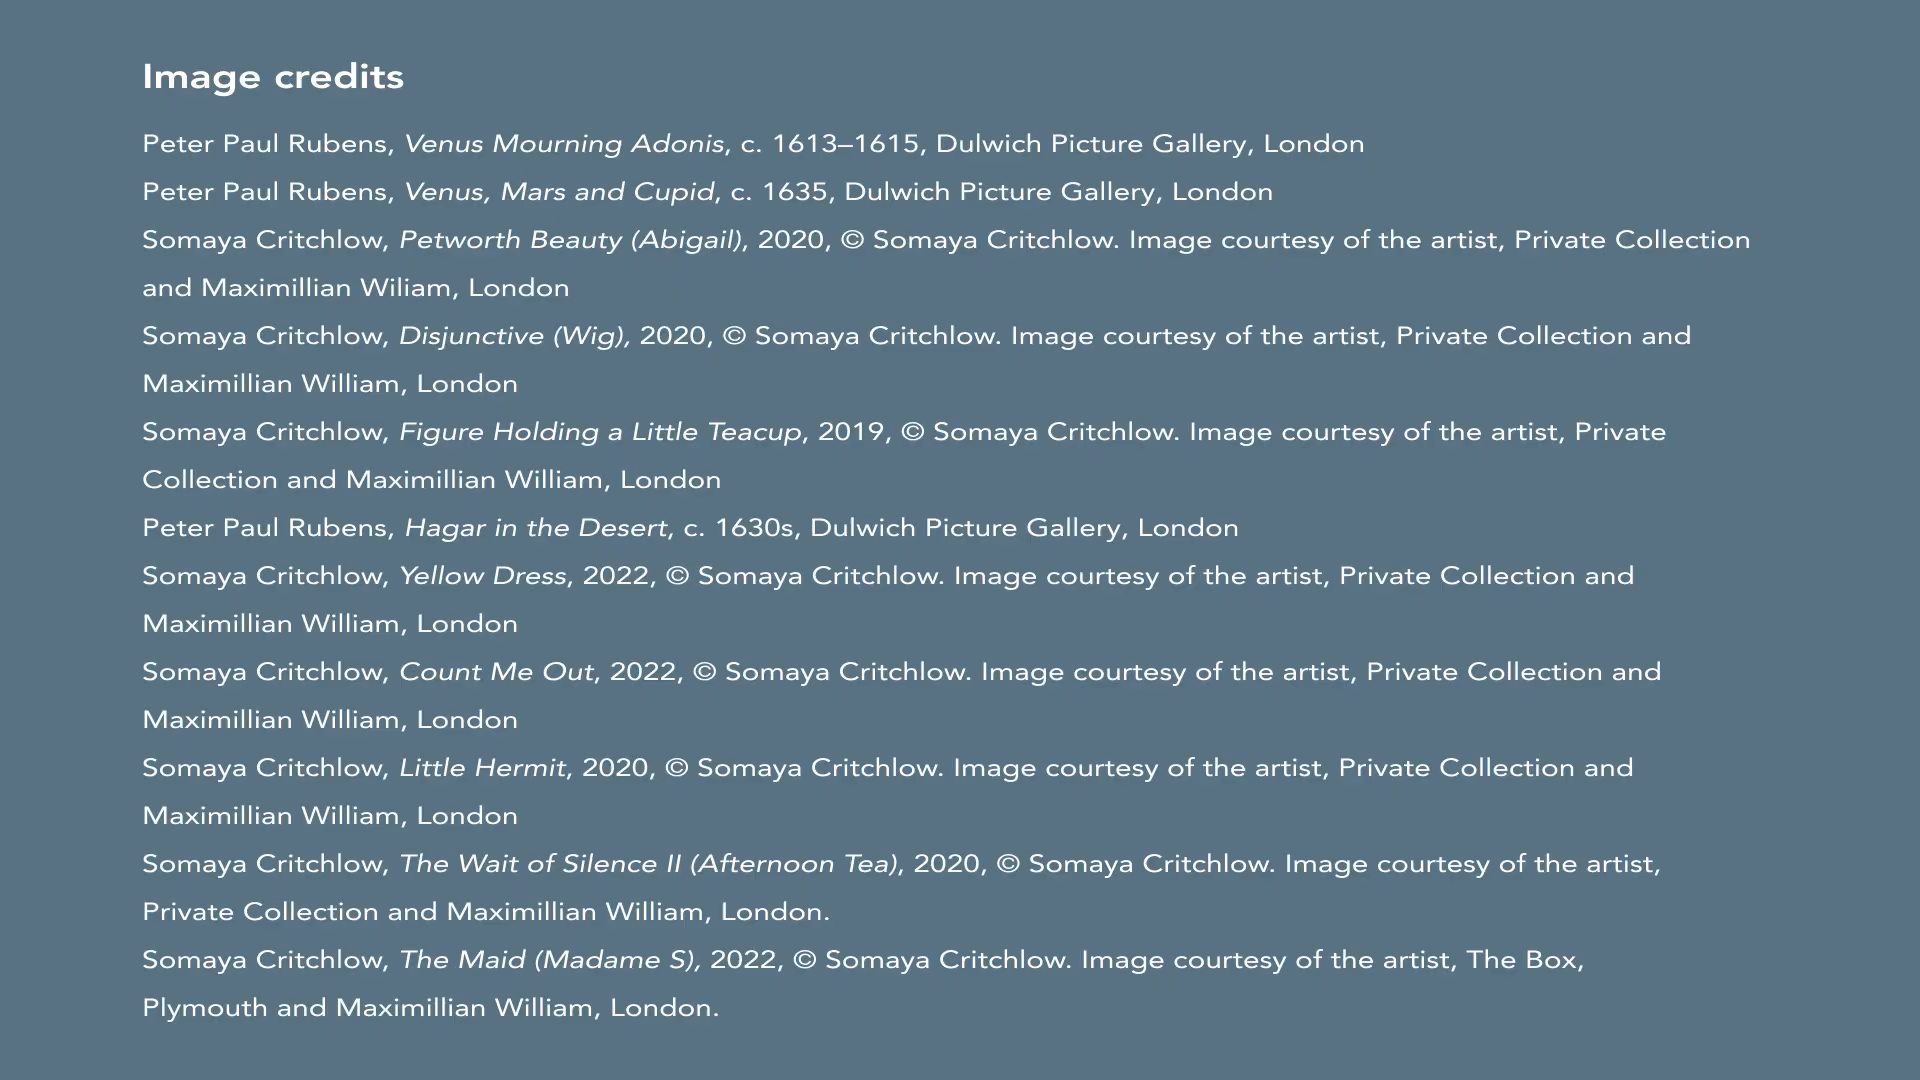 Image credits
Peter Paul Rubens, Venus Mourning Adonis, c. 1613–1615, Dulwich Picture Gallery, London
Peter Paul Rubens, Venus, Mars and Cupid, c. 1635, Dulwich Picture Gallery, London
Somaya Critchlow, Petworth Beauty (Abigail), 2020, © Somaya Critchlow. Image courtesy of the artist, Private Collection
and Maximillian Wiliam, London
Somaya Critchlow, Disjunctive (Wig), 2020, © Somaya Critchlow. Image courtesy of the artist, Private Collection and
Maximillian William, London
Somaya Critchlow, Figure Holding a Little Teacup, 2019, © Somaya Critchlow. Image courtesy of the artist, Private
Collection and Maximillian William, London
Peter Paul Rubens, Hagar in the Desert, c. 1630s, Dulwich Picture Gallery, London
Somaya Critchlow, Yellow Dress, 2022, © Somaya Critchlow. Image courtesy of the artist, Private Collection and
Maximillian William, London
Somaya Critchlow, Count Me Out, 2022, © Somaya Critchlow. Image courtesy of the artist, Private Collection and
Maximillian William, London
Somaya Critchlow, Little Hermit, 2020, © Somaya Critchlow. Image courtesy of the artist, Private Collection and
Maximillian William, London
Somaya Critchlow, The Wait of Silence II (Afternoon Tea), 2020, © Somaya Critchlow. Image courtesy of the artist,
Private Collection and Maximillian William, London.
Somaya Critchlow, The Maid (Madame S), 2022, © Somaya Critchlow. Image courtesy of the artist, The Box,
Plymouth and Maximillian William, London.